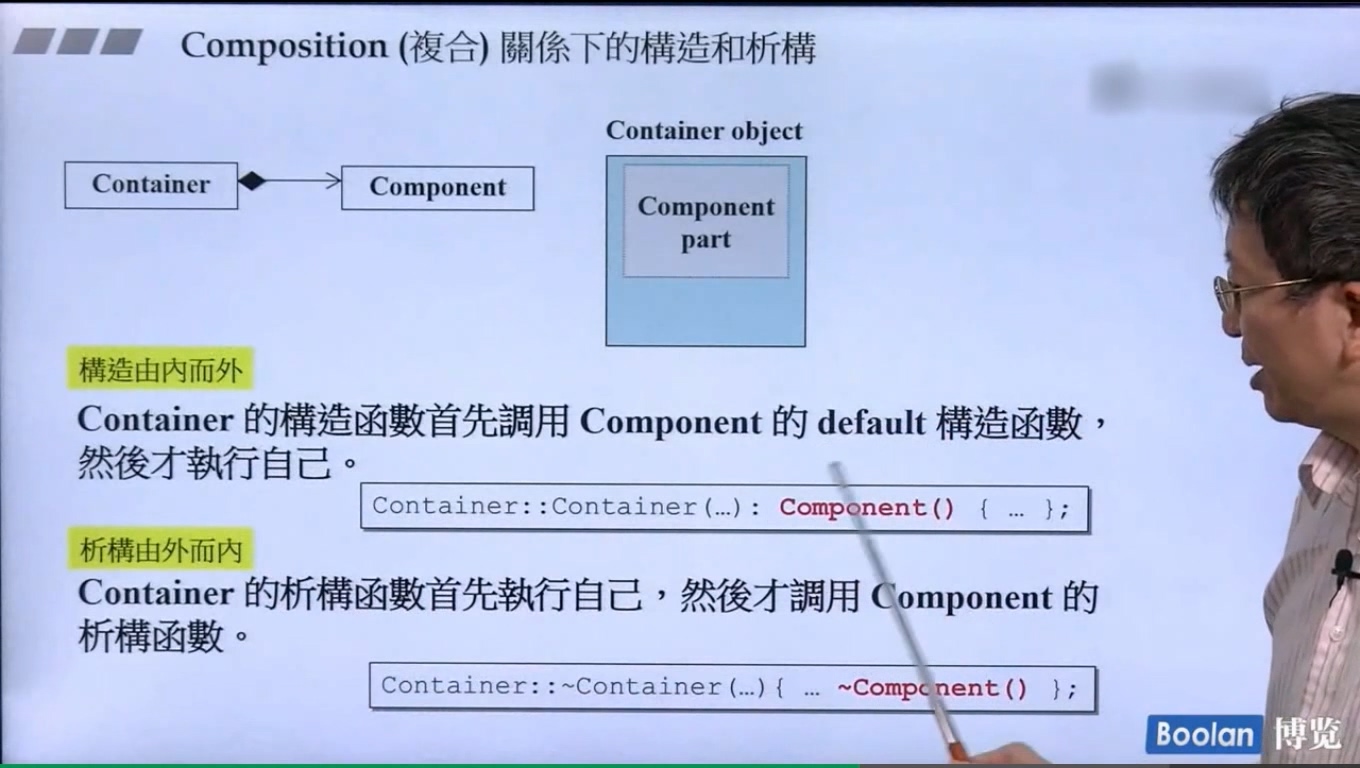 Composition (複合) 關係下的構造和析構
Container
Component
Container object
Component
part
構造由內而外
Container 的構造函數首先調用 Component 的 default 構造函數，
然後才執行自己。
Container::Container(…): Component() { … };
析構由外而內
Container 的析構函數首先執行自己，然後才調用 Component 的
析構函數。
Container::~Container(…){ … ~Component() };
Boolan 博览